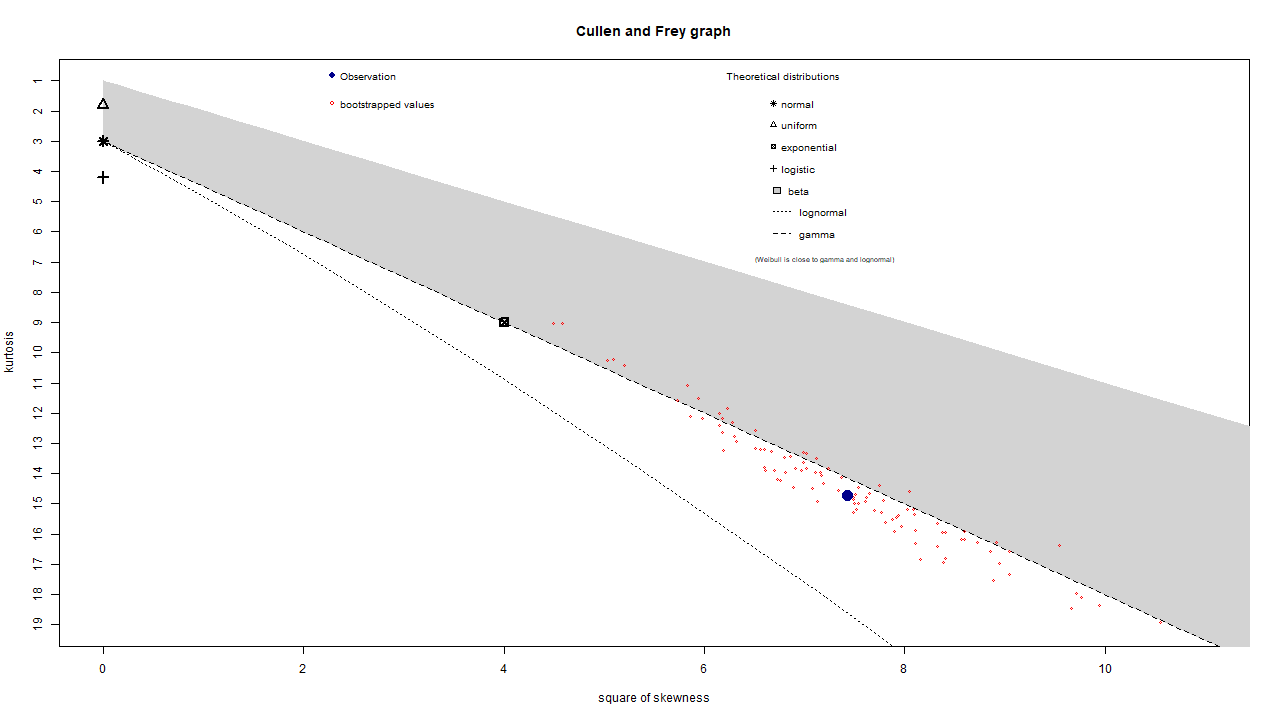 Cullen and Frey graph
Observation
bootstrapped values
Theoretical distributions
normal
uniform
exponential
logistic
beta
lognormal
gamma
(Weibull is close to gamma and lognormal)
kurtosis
1
2
3
4
5
6
7
8
9
10
11
12
13
14
15
16
17
18
19
0
2
4
6
8
10
square of skewness